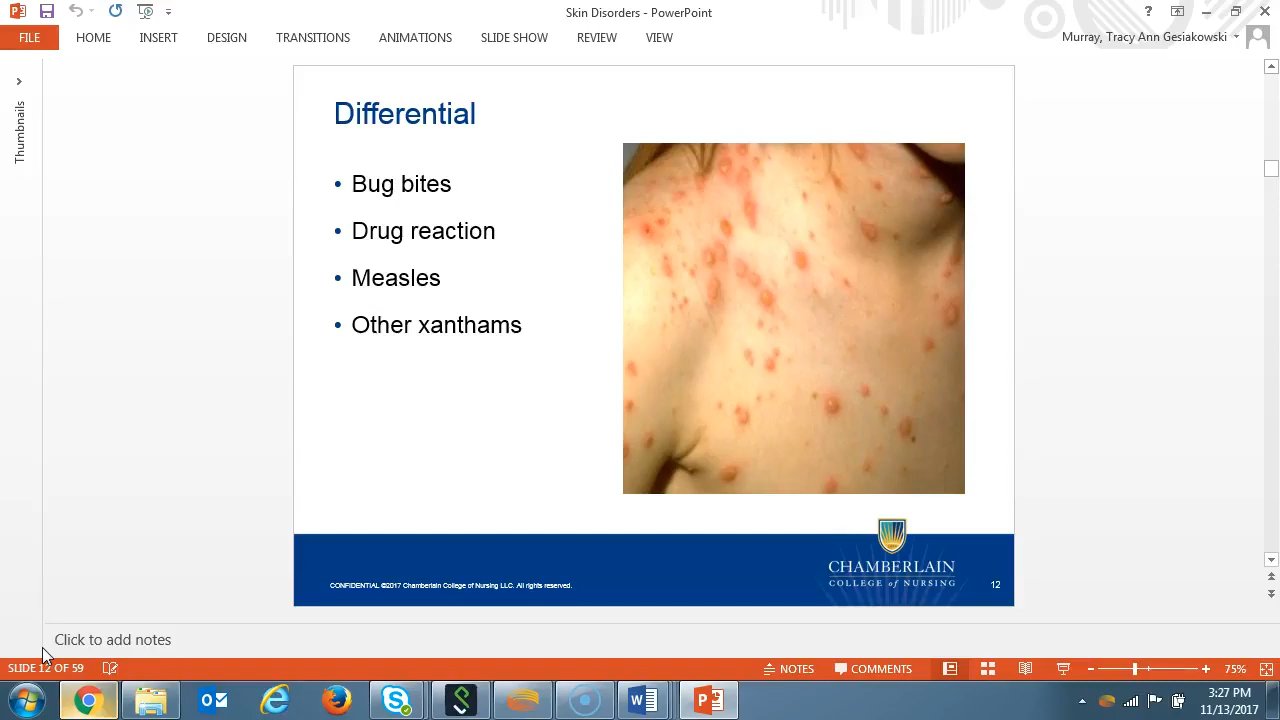 Skin Disorders - PowerPoint
?
FILE
HOME
INSERT
DESIGN
TRANSITIONS
ANIMATIONS
SLIDE SHOW
REVIEW
VIEW
Murray, Tracy Ann Gesiakowski
Thumbnails
Differential
• Bug bites
• Drug reaction
• Measles
• Other xanthams
CHAMBERLAIN
COLLEGE of NURSING
CONFIDENTIAL ©2017 Chamberlain College of Nursing LLC. All rights reserved.
12
Click to add notes
SLIDE 12 OF 59
NOTES
COMMENTS
75%
3:27 PM
11/13/2017